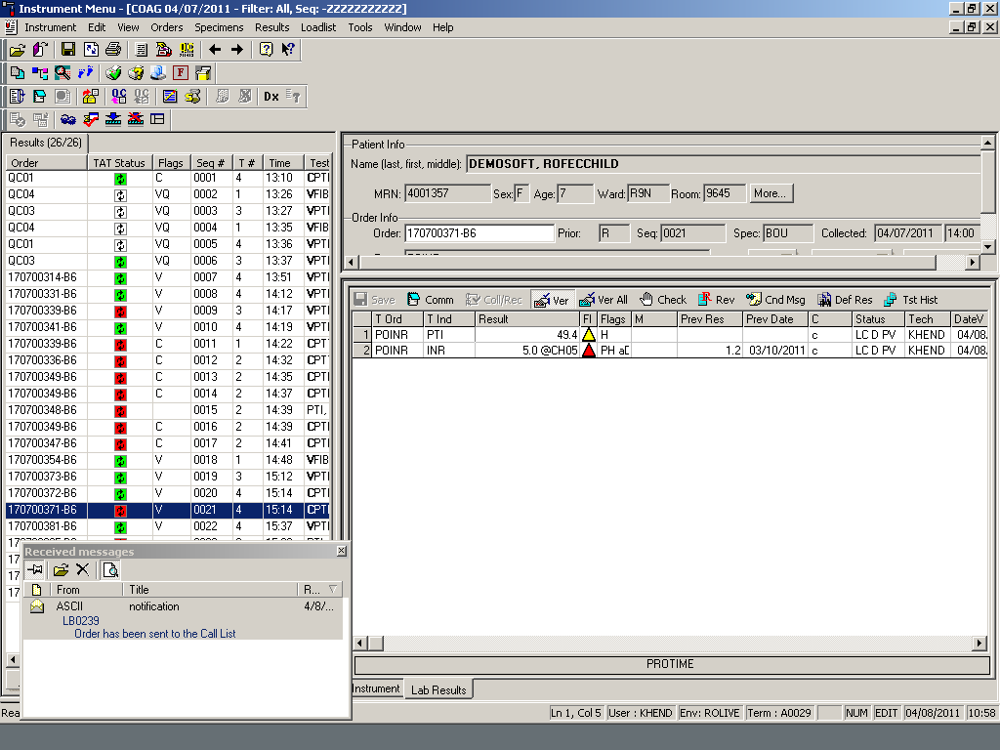 Instrument Menu - [COAG 04/07/2011 - Filter: All, Seq: -ZZZZZZZZZZZ]
Instrument Edit View Orders Specimens Results Loadlist Tools Window Help
F
QC QC Dx
Results (26/26)
Order TAT Status Flags Seq # T # Time Test
QC01 C 0001 4 13:10 CPTI
QC04 VQ 0002 1 13:26 VFIB
QC03 VQ 0003 3 13:27 VPTI
QC04 VQ 0004 1 13:35 VFIB
QC01 VQ 0005 4 13:36 VPTI
QC03 VQ 0006 3 13:37 VPTI
170700314-B6 V 0007 4 13:51 VPTI
170700331-B6 V 0008 4 14:12 VPTI
170700339-B6 V 0009 3 14:17 VPTI
170700341-B6 V 0010 4 14:19 VPTI
170700339-B6 C 0011 1 14:22 CPTT
170700336-B6 C 0012 2 14:32 CPTI
170700349-B6 C 0013 2 14:35 CPTI
170700349-B6 C 0014 2 14:37 CPTI
170700348-B6 0015 2 14:39 PTI,
170700349-B6 C 0016 2 14:39 CPTI
170700347-B6 C 0017 2 14:41 CPTI
170700354-B6 V 0018 1 14:48 VFIB
170700373-B6 V 0019 3 15:12 VPTI
170700372-B6 V 0020 4 15:14 CPTI
170700371-B6 V 0021 4 15:14 CPTI
170700381-B6 V 0022 4 15:37 VPTI
17
17
17
Patient Info
Name (last, first, middle): DEMOSOFT, ROFECCHILD
MRN: 4001357 Sex: F Age: 7 Ward: R9N Room: 9645 More...
Order Info
Order: 170700371-B6 Prior: R Seq: 0021 Spec: BOU Collected: 04/07/2011 14:00
Save Comm Coll/Rec Ver Ver All Check Rev Cnd Msg Def Res Tst Hist
T Ord T Ind Result Fl Flags M Prev Res Prev Date C Status Tech DateV
1 POINR PTI 49.4 H c LC D PV KHEND 04/08.
2 POINR INR 5.0 @CH05 PH aD 1.2 03/10/2011 c LC D PV KHEND 04/08.
PROTIME
Instrument Lab Results
Received messages
From Title R...
ASCII notification 4/8/...
LB0239
Order has been sent to the Call List
Rea Ln 1, Col 5 User : KHEND Env: ROLIVE Term : A0029 NUM EDIT 04/08/2011 10:58